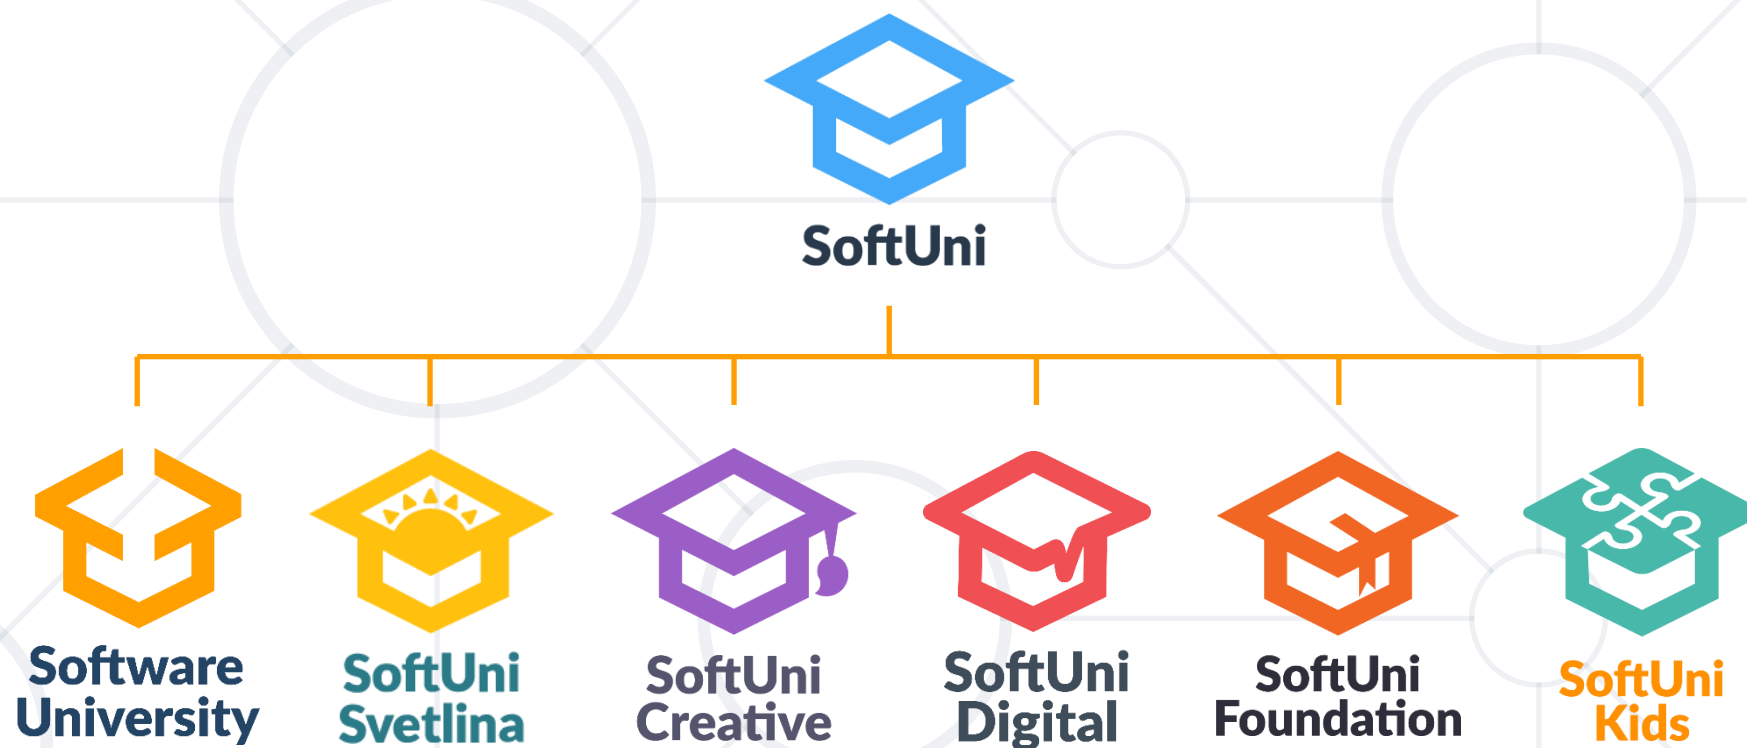 SoftUni
Software
University
SoftUni
Svetlina
SoftUni
Creative
SoftUni
Digital
SoftUni
Foundation
SoftUni
Kids